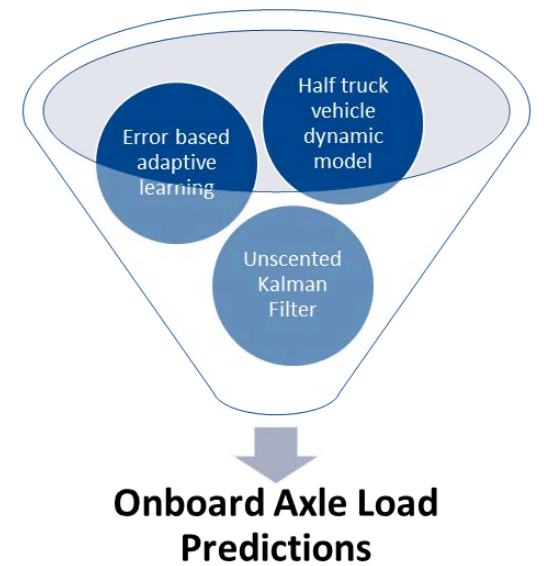 Half truck
vehicle
dynamic
model
Error based
adaptive
learning
Unscented
Kalman
Filter
Onboard Axle Load
Predictions